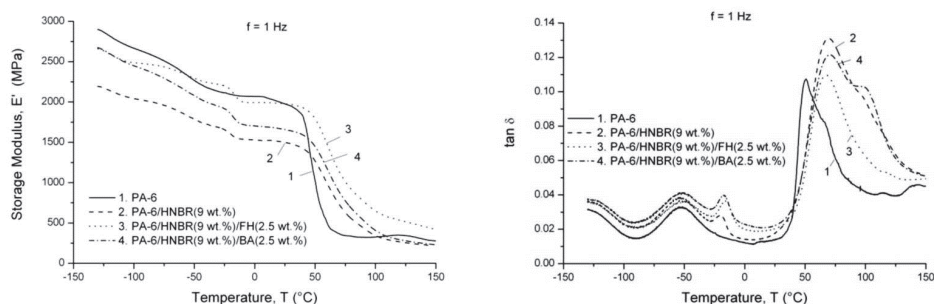 f = 1 Hz
Storage Modulus, E' (MPa)
3000
2500
2000
1500
1000
500
0
3
4
2
1
1. PA-6
2. PA-6/HNBR(9 wt.%)
3. PA-6/HNBR(9 wt.%)/FH(2.5 wt.%)
4. PA-6/HNBR(9 wt.%)/BA(2.5 wt.%)
-150 -100 -50 0 50 100 150
Temperature, T (°C)
f = 1 Hz
tan δ
0.14
0.12
0.10
0.08
0.06
0.04
0.02
0.00
2
4
1. PA-6
2. PA-6/HNBR(9 wt.%)
3. PA-6/HNBR(9 wt.%)/FH(2.5 wt.%)
4. PA-6/HNBR(9 wt.%)/BA(2.5 wt.%)
3
1
1
-150 -100 -50 0 50 100 150
Temperature, T (°C)